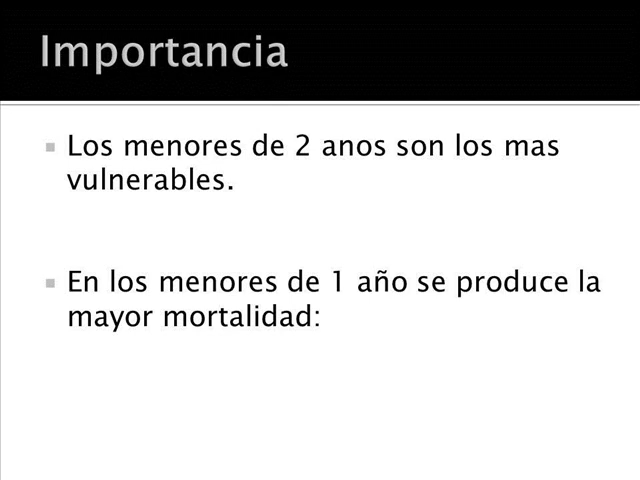 Importancia
Los menores de 2 anos son los mas
vulnerables.
En los menores de 1 año se produce la
mayor mortalidad: